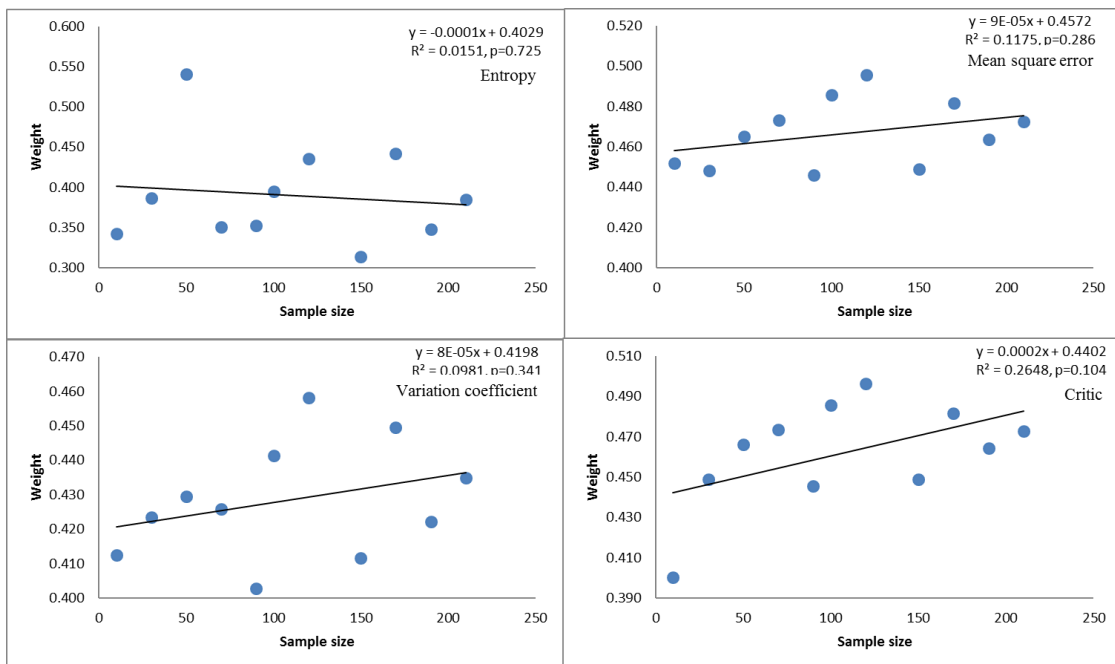 y = -0.0001x + 0.4029
R² = 0.0151, p=0.725
Entropy
0.600
0.550
0.500
0.450
0.400
0.350
0.300
Weight
0
50
100
150
200
250
Sample size
y = 9E-05x + 0.4572
R² = 0.1175, p=0.286
Mean square error
0.520
0.500
0.480
0.460
0.440
0.420
0.400
Weight
0
50
100
150
200
250
Sample size
y = 8E-05x + 0.4198
R² = 0.0981, p=0.341
Variation coefficient
0.470
0.460
0.450
0.440
0.430
0.420
0.410
0.400
Weight
0
50
100
150
200
250
Sample size
y = 0.0002x + 0.4402
R² = 0.2648, p=0.104
Critic
0.510
0.490
0.470
0.450
0.430
0.410
0.390
Weight
0
50
100
150
200
250
Sample size